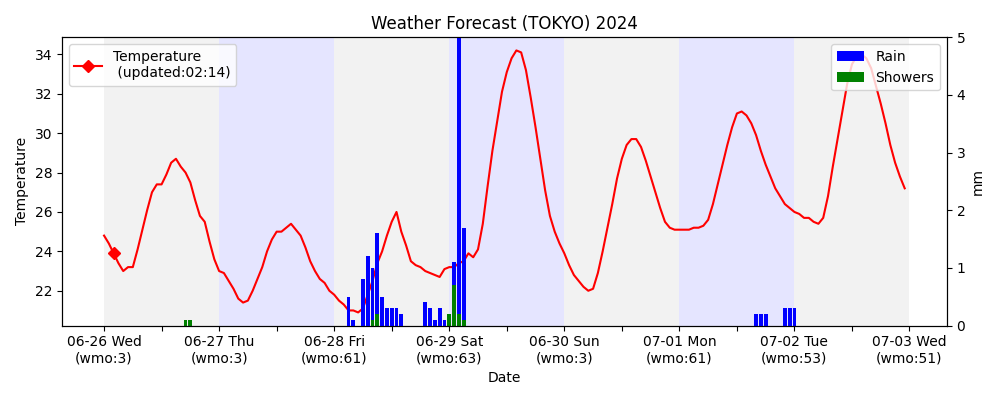 Weather Forecast (TOKYO) 2024
Temperature
(updated:02:14)
Rain
Showers
34
32
30
28
26
24
22
Temperature
5
4
3
2
1
0
mm
06-26 Wed
(wmo:3)
06-27 Thu
(wmo:3)
06-28 Fri
(wmo:61)
06-29 Sat
(wmo:63)
06-30 Sun
(wmo:3)
07-01 Mon
(wmo:61)
07-02 Tue
(wmo:53)
07-03 Wed
(wmo:51)
Date